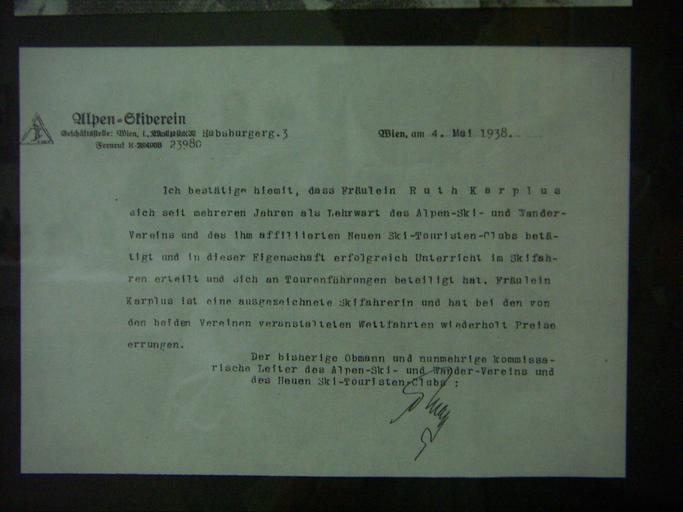 Alpen-Skiverein
Geschäftsstelle: Wien, I., Habsburgerg.3
Fernruf 23980
Wien, am 4. Mai 1938.
Ich bestätige hiemit, dass Fräulein Ruth Karplus
sich seit mehreren Jahren als Lehrwart des Alpen-Ski- und Wander-
Vereins und des ihm affiliierten Neuen Ski-Touristen-Clubs betä-
tigt und in dieser Eigenschaft erfolgreich Unterricht im Skifah-
ren erteilt und sich an Tourenführungen beteiligt hat. Fräulein
Karplus ist eine ausgezeichnete Skifahrerin und hat bei den von
den beiden Vereinen veranstalteten Wettfahrten wiederholt Preise
errungen.
Der bisherige Obmann und nunmehrige kommissa-
rische Leiter des Alpen-Ski- und Wander-Vereins und
des Neuen Ski-Touristen-Clubs :